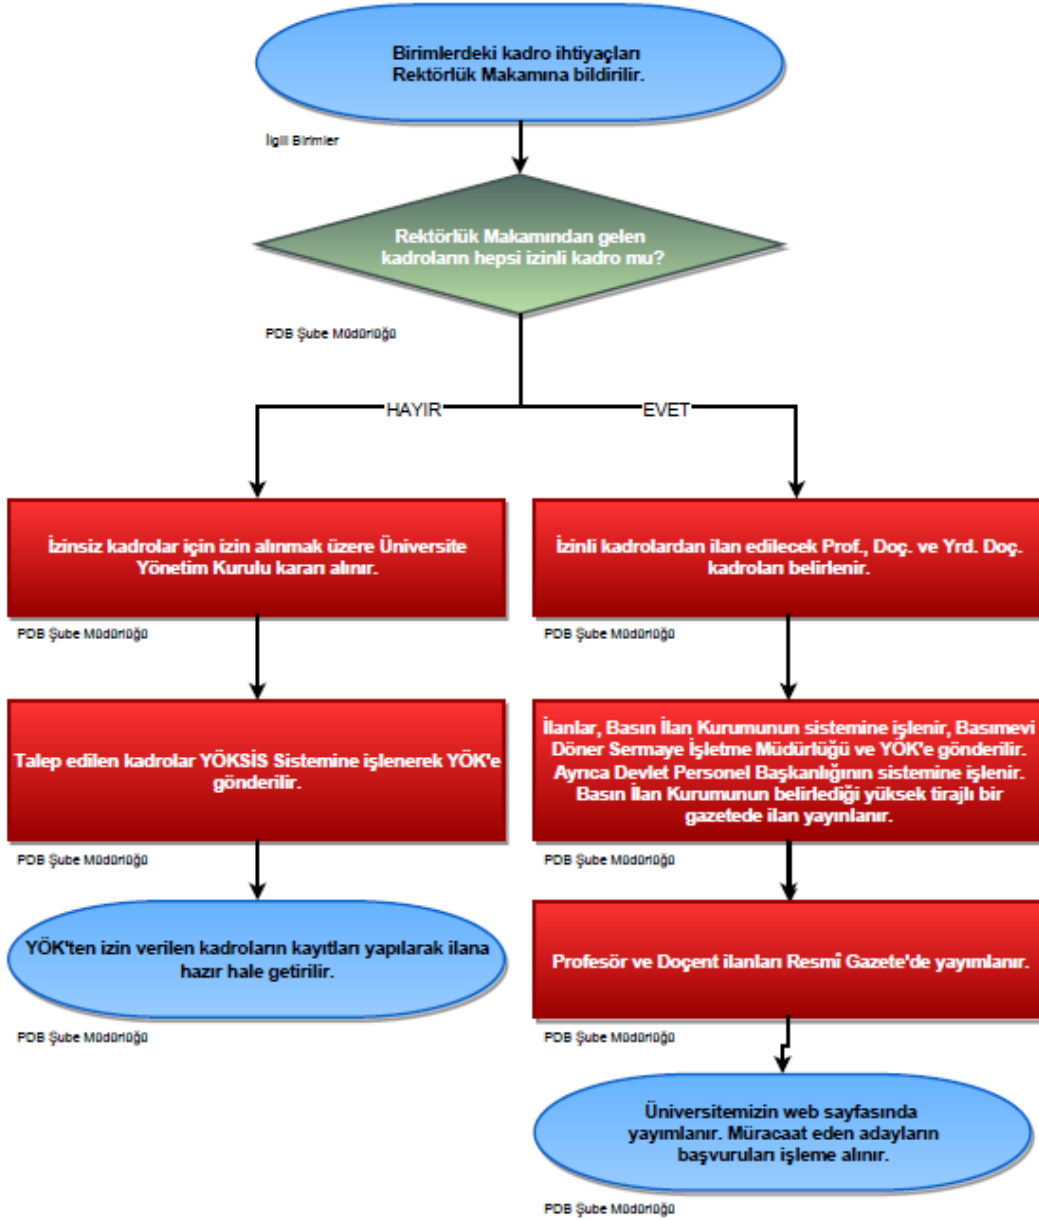 Birimlerdeki kadro ihtiyaçları
Rektörlük Makamına bildirilir.
İlgili Birimler
Rektörlük Makamından gelen
kadroların hepsi izinli kadro mu?
PDB Şube Müdürlüğü
HAYIR
EVET
İzinsiz kadrolar için izin alınmak üzere Üniversite
Yönetim Kurulu kararı alınır.
PDB Şube Müdürlüğü
Talep edilen kadrolar YÖKSİS Sistemine işlenerek YÖK'e
gönderilir.
PDB Şube Müdürlüğü
YÖK'ten izin verilen kadroların kayıtları yapılarak ilana
hazır hale getirilir.
PDB Şube Müdürlüğü
İzinli kadrolardan ilan edilecek Prof., Doç. ve Yrd. Doç.
kadroları belirlenir.
PDB Şube Müdürlüğü
İlanlar, Basın İlan Kurumunun sistemine işlenir, Basımevi
Döner Sermaye İşletme Müdürlüğü ve YÖK'e gönderilir.
Ayrıca Devlet Personel Başkanlığının sistemine işlenir.
Basın İlan Kurumunun belirlediği yüksek tirajlı bir
gazetede ilan yayınlanır.
PDB Şube Müdürlüğü
Profesör ve Doçent ilanları Resmî Gazete'de yayımlanır.
PDB Şube Müdürlüğü
Üniversitemizin web sayfasında
yayımlanır. Müracaat eden adayların
başvuruları işleme alınır.
PDB Şube Müdürlüğü